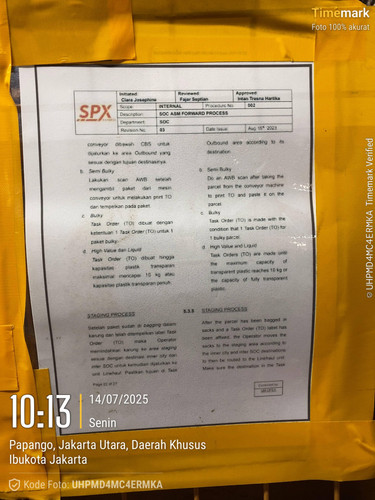 Timemark
Foto 100% akurat
SPX
Initiated:
Clara Josephine
Reviewed:
Fajar Septian
Approved:
Intan Tresna Hartika
Scope:
INTERNAL
Procedure No:
002
Description:
SOC ASM FORWARD PROCESS
Department:
SOC
Revision No:
03
Date Issue:
Aug 15th, 2023
conveyor dibawah CBS untuk
disalurkan ke area Outbound yang
sesuai dengan tujuan destinasinya.
b. Semi Bulky
Lakukan scan AWB setelah
mengambil paket dari mesin
conveyor untuk melakukan print TO
dan tempelkan pada paket.
c. Bulky
Task Order (TO) dibuat dengan
ketentuan 1 Task Order (TO) untuk 1
paket bulky.
d. High Value dan Liquid
Task Order (TO) dibuat hingga
kapasitas plastik transparan
maksimal mencapai 10 kg atau
kapasitas plastik transparan penuh.
Outbound area according to its
destination.
b. Semi Bulky
Do an AWB scan after taking the
parcel from the conveyor machine
to print TO and paste it on the
parcel.
c. Bulky
Task Order (TO) is made with the
condition that 1 Task Order (TO) for
1 bulky parcel.
d. High Value and Liquid
Task Orders (TO) are made until
the maximum capacity of
transparent plastic reaches 10 kg or
the capacity of fully transparent
plastic.
STAGING PROCESS
Setelah paket sudah di bagging dalam
karung dan telah ditempelkan label Task
Order (TO), maka Operator
memindahkan karung ke area staging
sesuai dengan destinasi inner city dan
inter SOC untuk kemudian dijalurkan ke
unit Linehaul. Pastikan tujuan di Task
5.3.5 STAGING PROCESS
After the parcel has been bagged in
sacks and a Task Order (TO) label has
been affixed, the Operator moves the
sacks to the staging area according to
the inner city and inter SOC destinations
to then be routed to the Linehaul unit.
Make sure the destination in the Task
10:13
14/07/2025
Senin
Papango, Jakarta Utara, Daerah Khusus
Ibukota Jakarta
Kode Foto: UHPMD4MC4ERMKA
© UHPMD4MC4ERMKA Timemark Verified